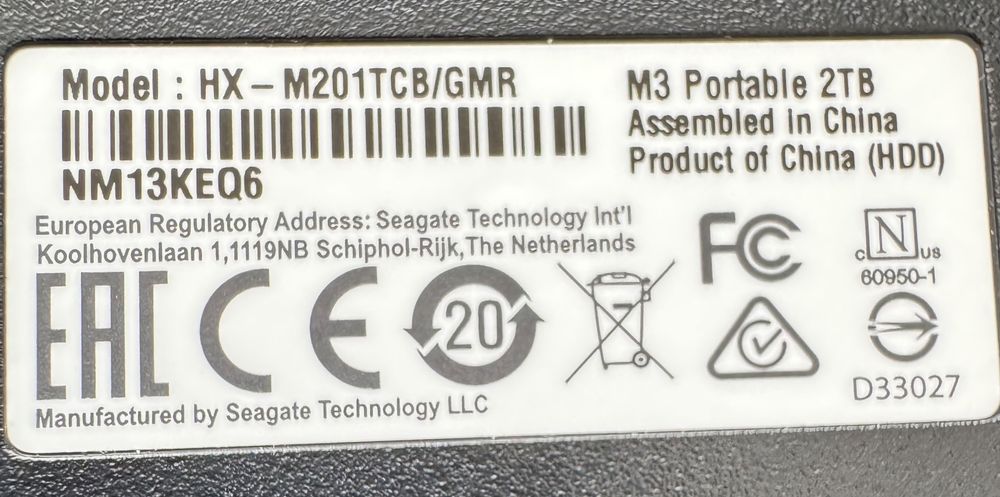 Model : HX – M201TCB/GMR
NM13KEQ6
M3 Portable 2TB
Assembled in China
Product of China (HDD)
European Regulatory Address: Seagate Technology Int'l
Koolhovenlaan 1,1119NB Schiphol-Rijk,The Netherlands
EAC
CE
20
7
FC
c N us
60950-1
D33027
Manufactured by Seagate Technology LLC